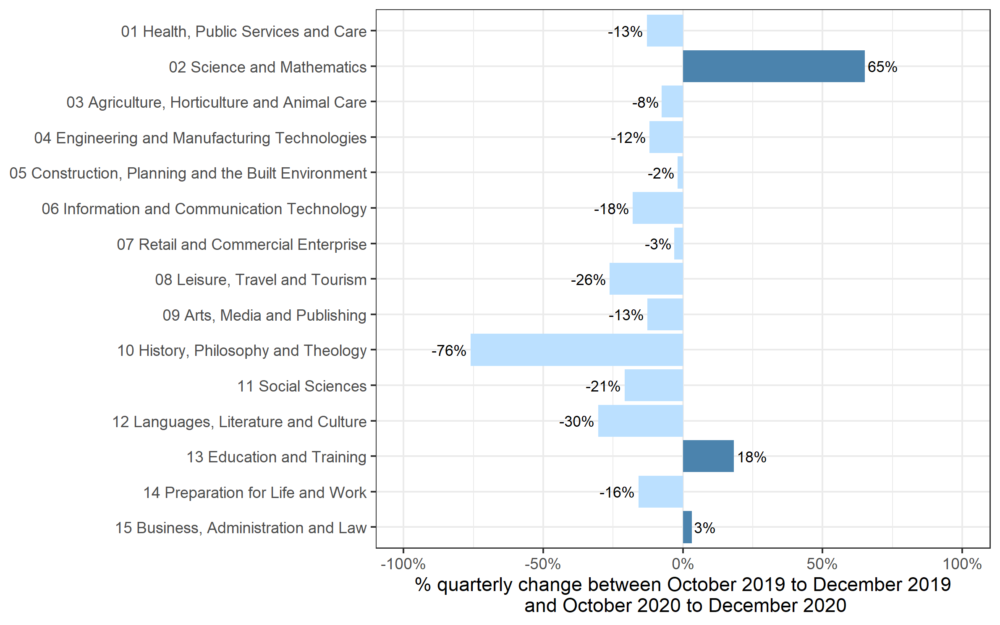 01 Health, Public Services and Care -13%
02 Science and Mathematics 65%
03 Agriculture, Horticulture and Animal Care -8%
04 Engineering and Manufacturing Technologies -12%
05 Construction, Planning and the Built Environment -2%
06 Information and Communication Technology -18%
07 Retail and Commercial Enterprise -3%
08 Leisure, Travel and Tourism -26%
09 Arts, Media and Publishing -13%
10 History, Philosophy and Theology -76%
11 Social Sciences -21%
12 Languages, Literature and Culture -30%
13 Education and Training 18%
14 Preparation for Life and Work -16%
15 Business, Administration and Law 3%
-100% -50% 0% 50% 100%
% quarterly change between October 2019 to December 2019
and October 2020 to December 2020